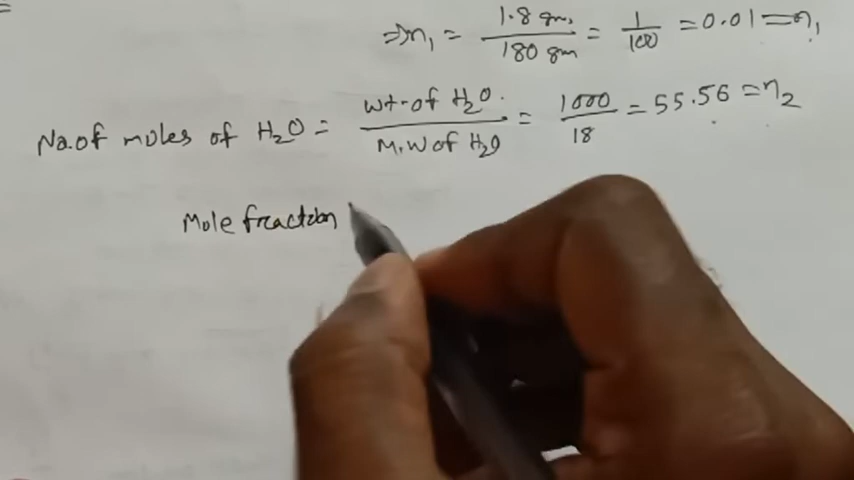 =
⇒ n₁ = 1.8 gm. / 180 gm = 1/100 = 0.01 = n₁
No. of moles of H₂O = wt. of H₂O. / M.W of H₂O = 1000/18 = 55.56 = n₂
Mole fraction